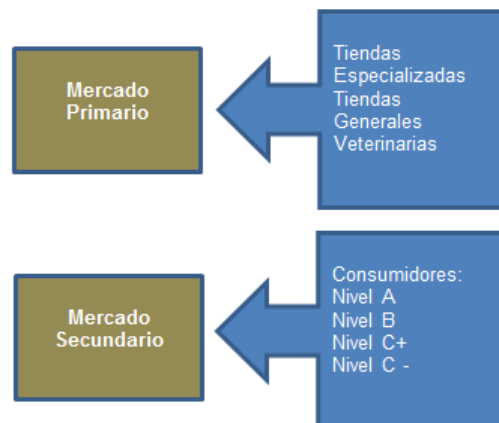 Mercado
Primario
Tiendas
Especializadas
Tiendas
Generales
Veterinarias
Mercado
Secundario
Consumidores:
Nivel A
Nivel B
Nivel C+
Nivel C -